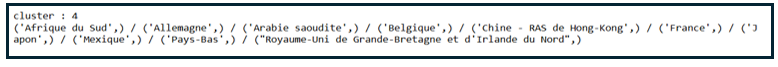 cluster : 4
('Afrique du Sud',) / ('Allemagne',) / ('Arabie saoudite',) / ('Belgique',) / ('Chine - RAS de Hong-Kong',) / ('France',) / ('J
apon',) / ('Mexique',) / ('Pays-Bas',) / ("Royaume-Uni de Grande-Bretagne et d'Irlande du Nord",)